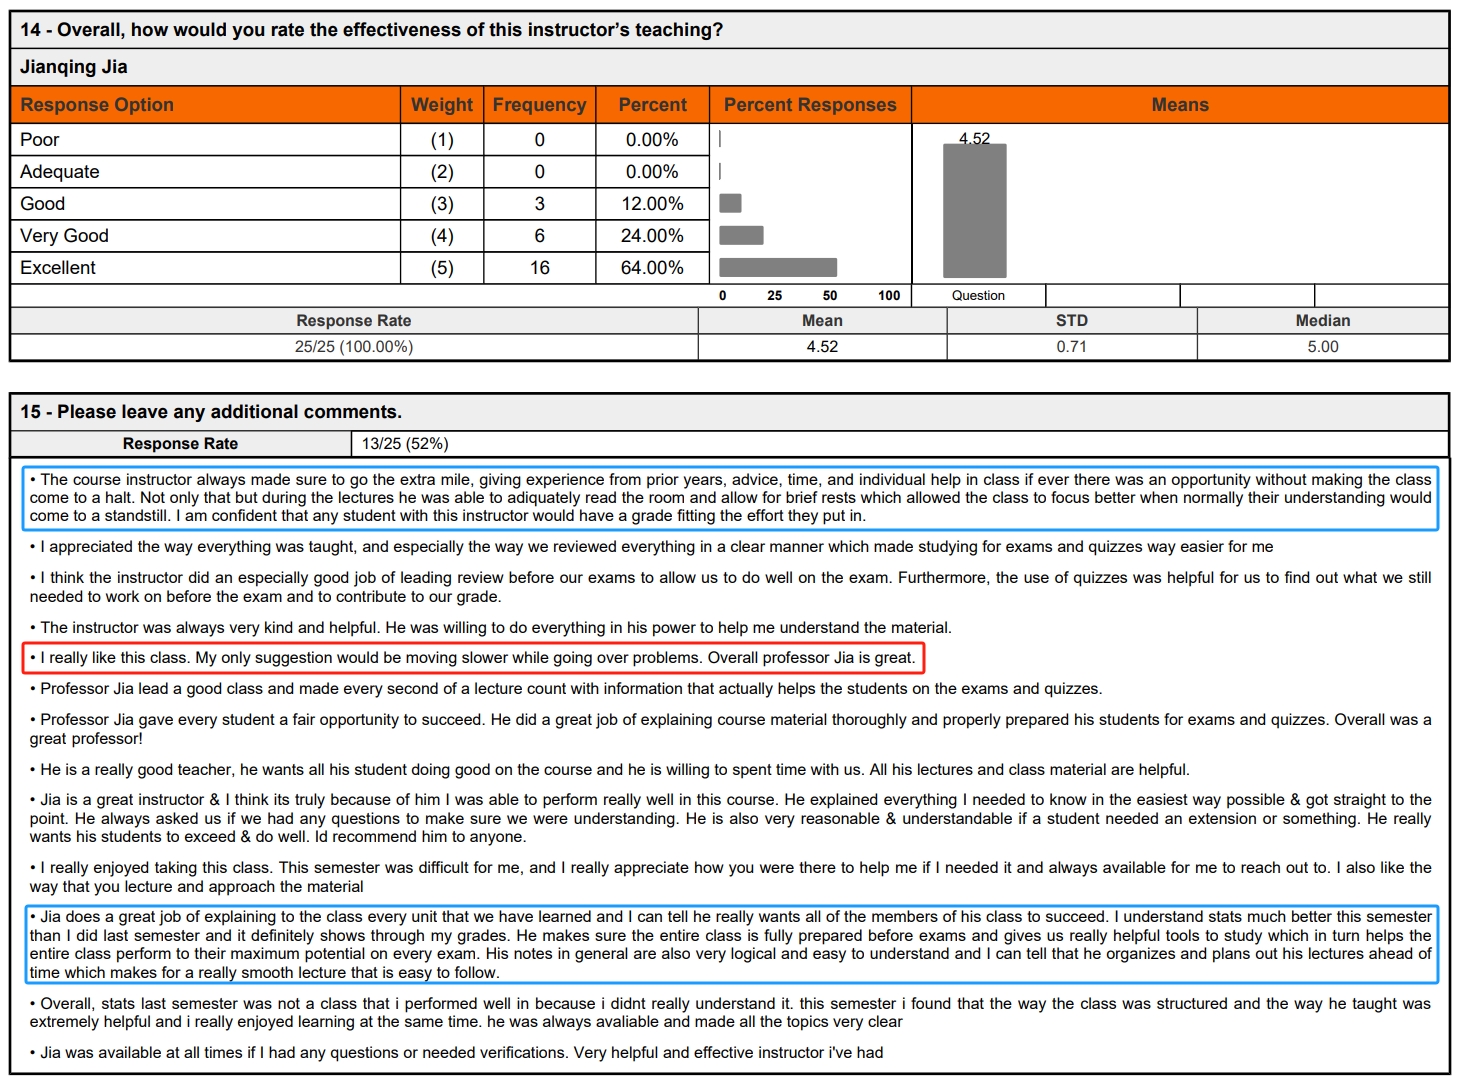 14 - Overall, how would you rate the effectiveness of this instructor’s teaching?
Jianqing Jia
Response Option Weight Frequency Percent Percent Responses Means
Poor (1) 0 0.00% 4.52
Adequate (2) 0 0.00%
Good (3) 3 12.00%
Very Good (4) 6 24.00%
Excellent (5) 16 64.00%
0 25 50 100 Question
Response Rate Mean STD Median
25/25 (100.00%) 4.52 0.71 5.00
15 - Please leave any additional comments.
Response Rate 13/25 (52%)
• The course instructor always made sure to go the extra mile, giving experience from prior years, advice, time, and individual help in class if ever there was an opportunity without making the class
come to a halt. Not only that but during the lectures he was able to adiquately read the room and allow for brief rests which allowed the class to focus better when normally their understanding would
come to a standstill. I am confident that any student with this instructor would have a grade fitting the effort they put in.
• I appreciated the way everything was taught, and especially the way we reviewed everything in a clear manner which made studying for exams and quizzes way easier for me
• I think the instructor did an especially good job of leading review before our exams to allow us to do well on the exam. Furthermore, the use of quizzes was helpful for us to find out what we still
needed to work on before the exam and to contribute to our grade.
• The instructor was always very kind and helpful. He was willing to do everything in his power to help me understand the material.
• I really like this class. My only suggestion would be moving slower while going over problems. Overall professor Jia is great.
• Professor Jia lead a good class and made every second of a lecture count with information that actually helps the students on the exams and quizzes.
• Professor Jia gave every student a fair opportunity to succeed. He did a great job of explaining course material thoroughly and properly prepared his students for exams and quizzes. Overall was a
great professor!
• He is a really good teacher, he wants all his student doing good on the course and he is willing to spent time with us. All his lectures and class material are helpful.
• Jia is a great instructor & I think its truly because of him I was able to perform really well in this course. He explained everything I needed to know in the easiest way possible & got straight to the
point. He always asked us if we had any questions to make sure we were understanding. He is also very reasonable & understandable if a student needed an extension or something. He really
wants his students to exceed & do well. Id recommend him to anyone.
• I really enjoyed taking this class. This semester was difficult for me, and I really appreciate how you were there to help me if I needed it and always available for me to reach out to. I also like the
way that you lecture and approach the material
• Jia does a great job of explaining to the class every unit that we have learned and I can tell he really wants all of the members of his class to succeed. I understand stats much better this semester
than I did last semester and it definitely shows through my grades. He makes sure the entire class is fully prepared before exams and gives us really helpful tools to study which in turn helps the
entire class perform to their maximum potential on every exam. His notes in general are also very logical and easy to understand and I can tell that he organizes and plans out his lectures ahead of
time which makes for a really smooth lecture that is easy to follow.
• Overall, stats last semester was not a class that i performed well in because i didnt really understand it. this semester i found that the way the class was structured and the way he taught was
extremely helpful and i really enjoyed learning at the same time. he was always avaliable and made all the topics very clear
• Jia was available at all times if I had any questions or needed verifications. Very helpful and effective instructor i've had